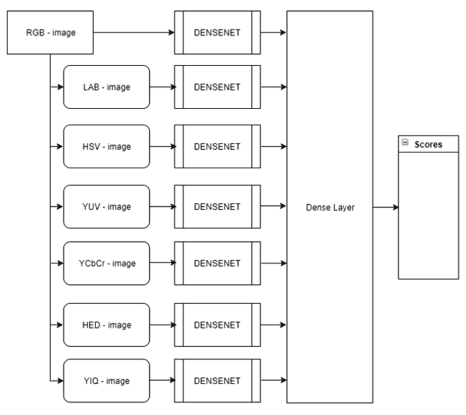 RGB - image
DENSENET
LAB - image
DENSENET
HSV - image
DENSENET
Scores
YUV - image
DENSENET
Dense Layer
YCbCr - image
DENSENET
HED - image
DENSENET
YIQ - image
DENSENET